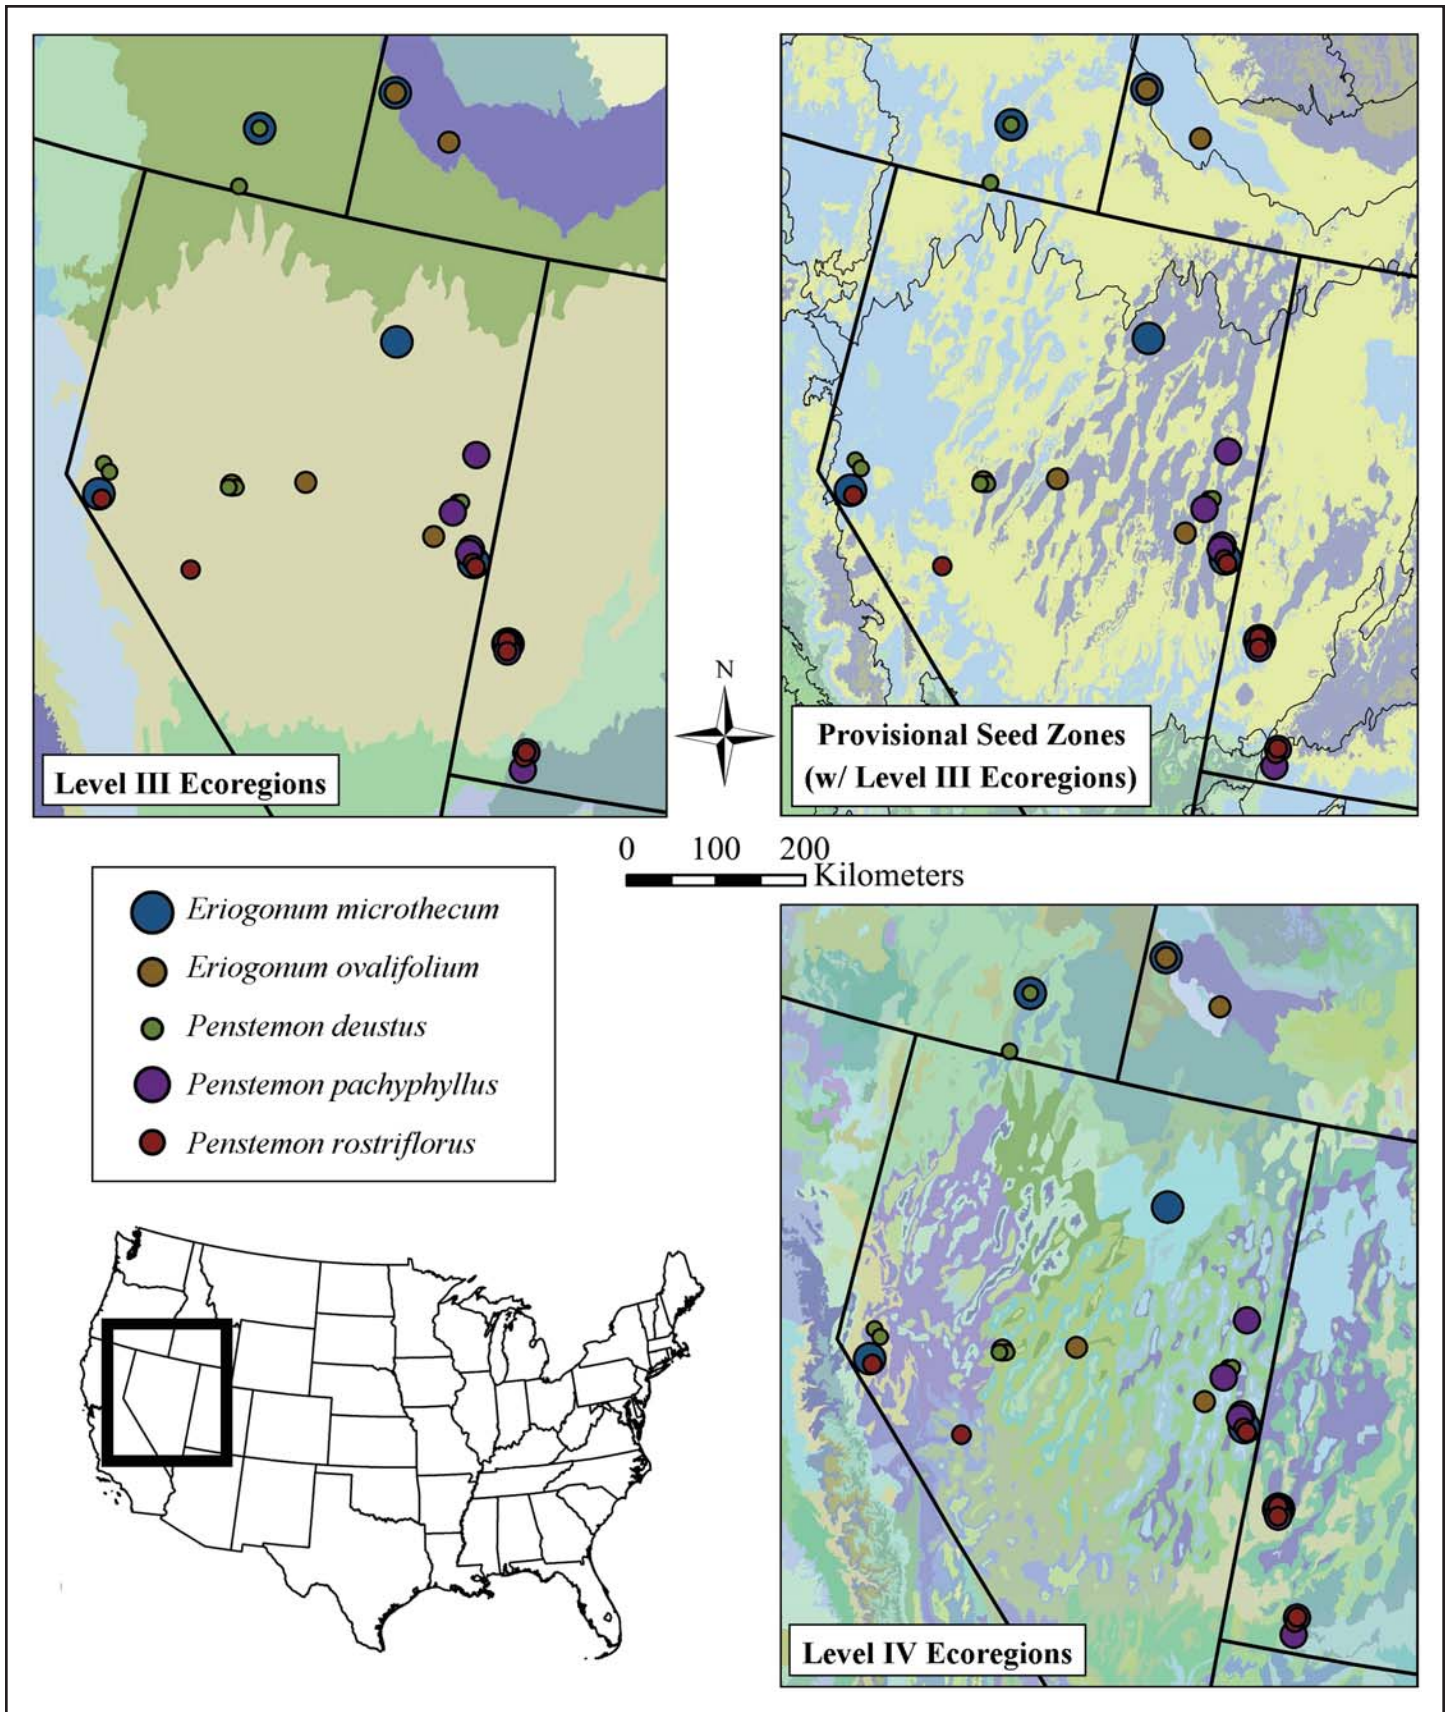 Level III Ecoregions
N
Provisional Seed Zones
(w/ Level III Ecoregions)
0 100 200
Kilometers
Eriogonum microthecum
Eriogonum ovalifolium
Penstemon deustus
Penstemon pachyphyllus
Penstemon rostriflorus
Level IV Ecoregions